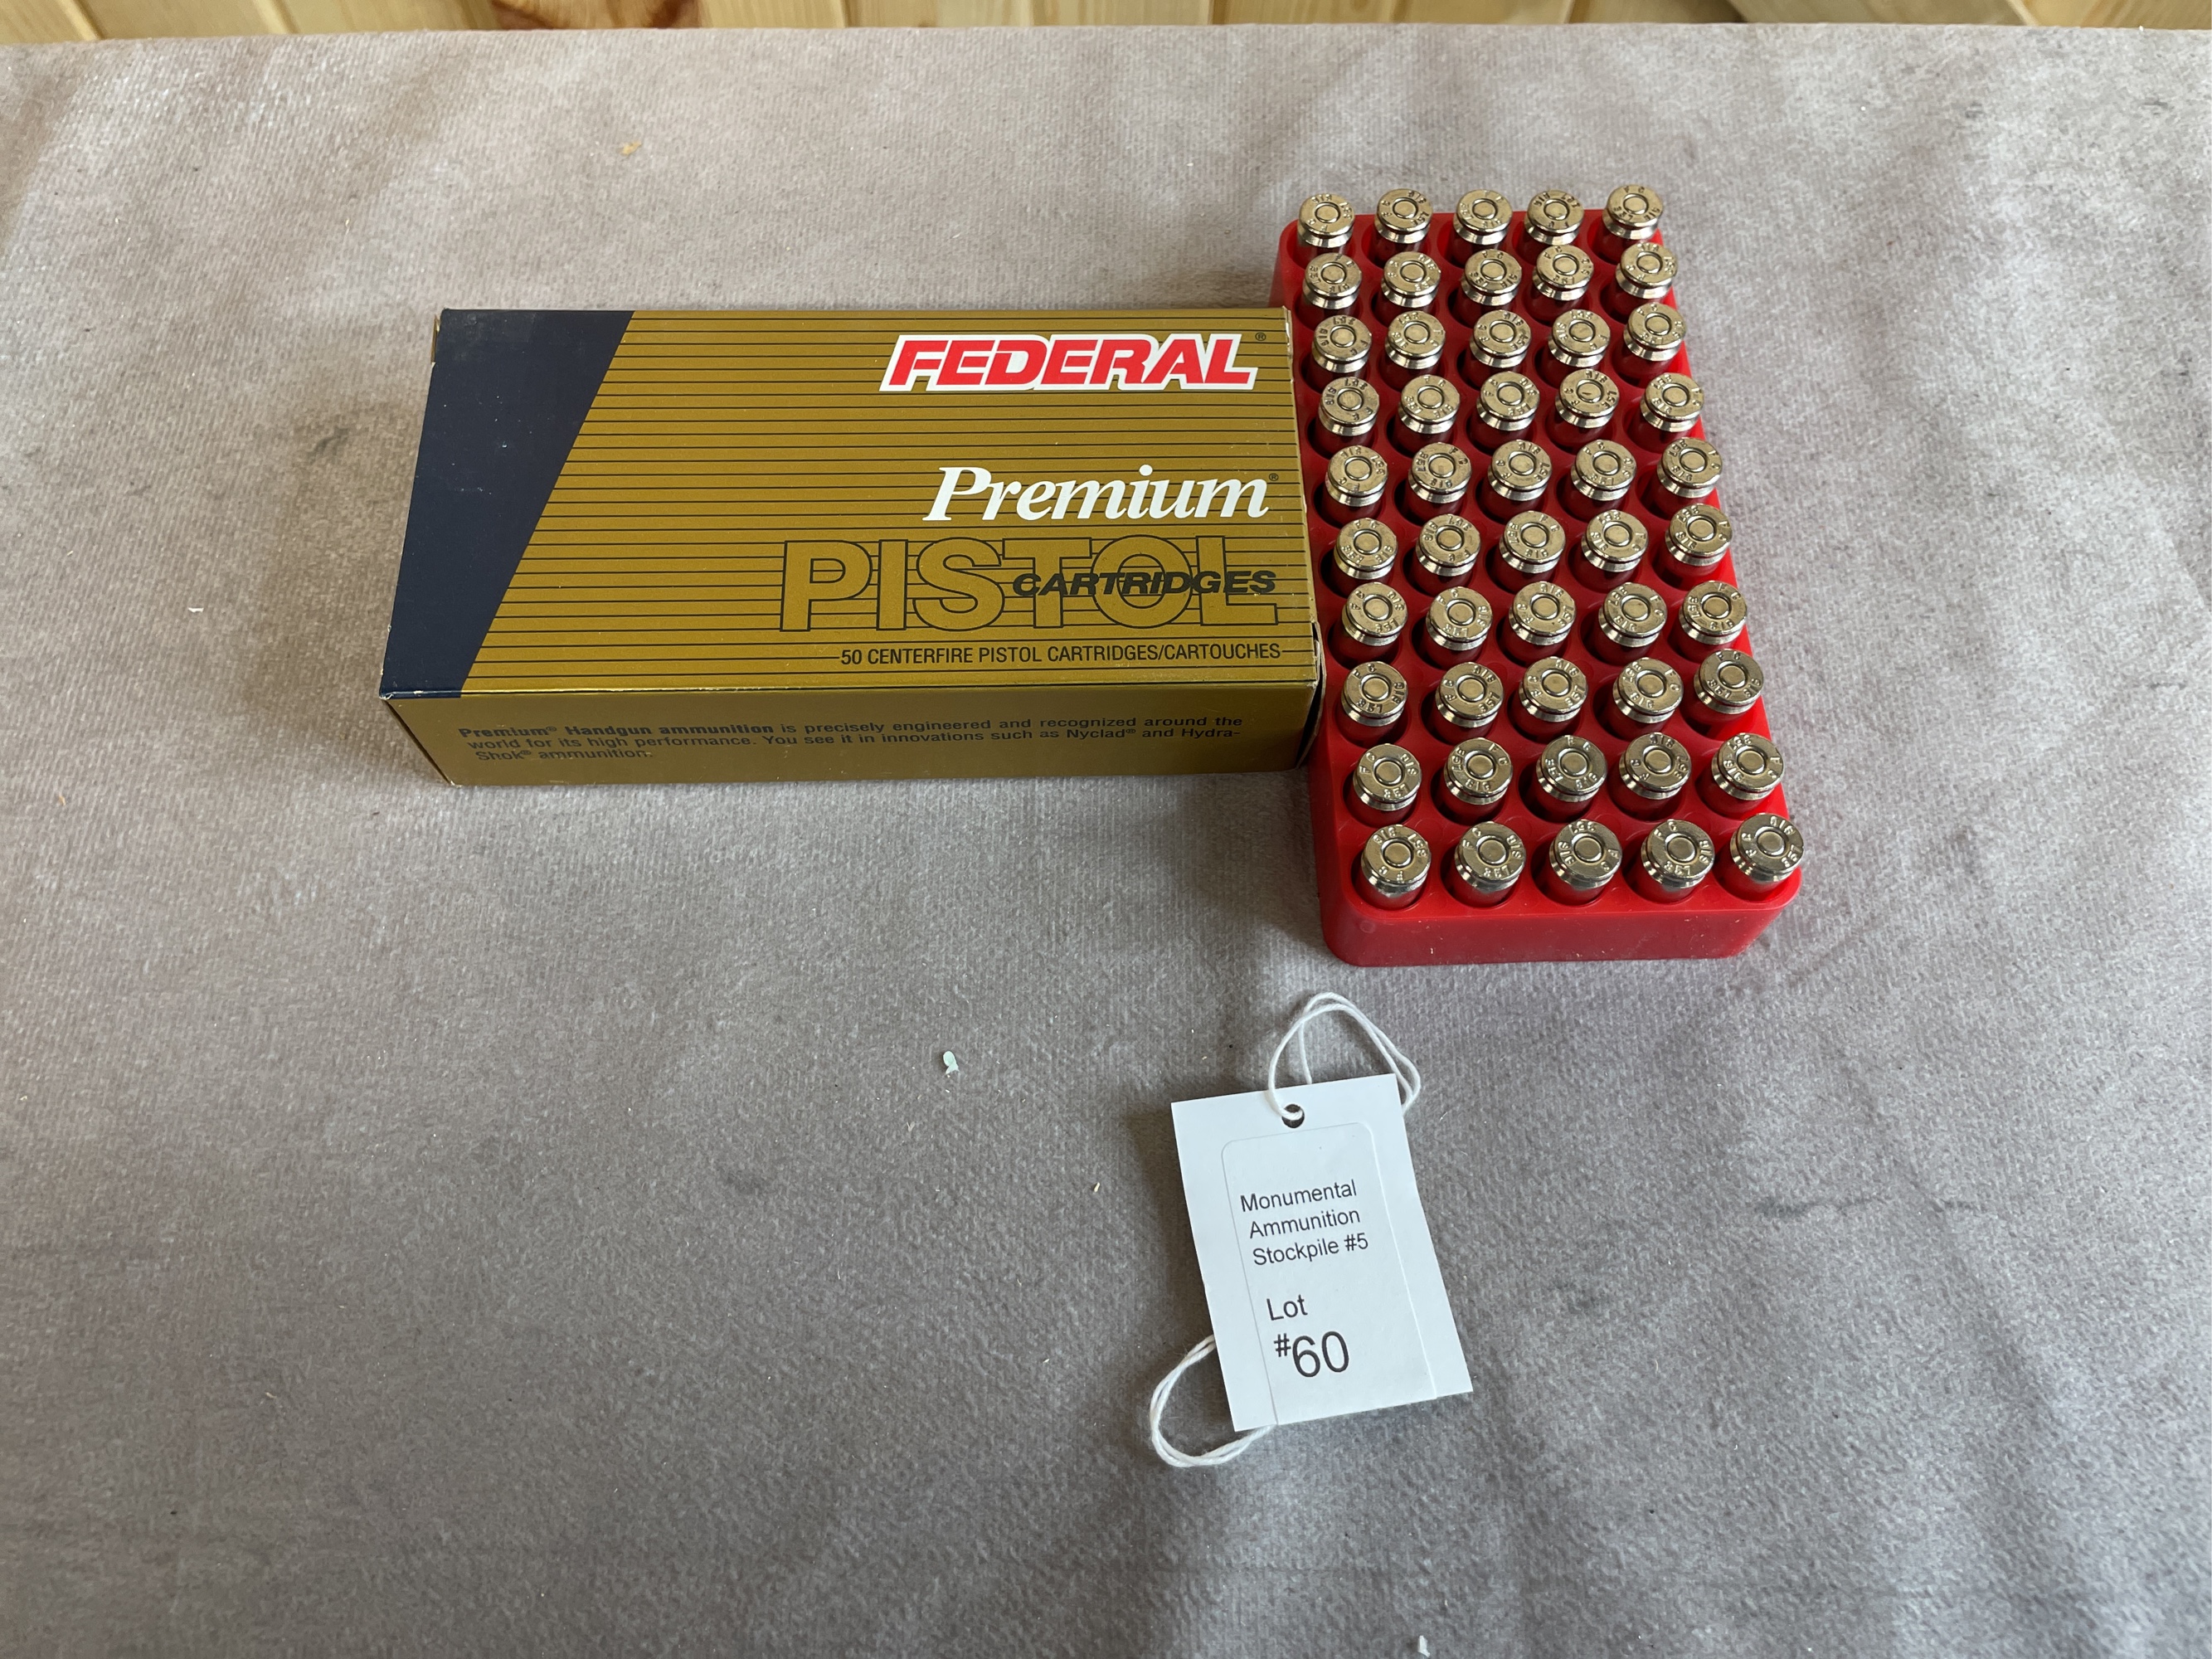 FEDERAL®
Premium®
PISTOL
CARTRIDGES
50 CENTERFIRE PISTOL CARTRIDGES/CARTOUCHES
Premium® Handgun ammunition is precisely engineered and recognized around the
world for its high performance. You see it in innovations such as Nyclad® and Hydra-
Shok® ammunition.
Monumental
Ammunition
Stockpile #5
Lot
#60